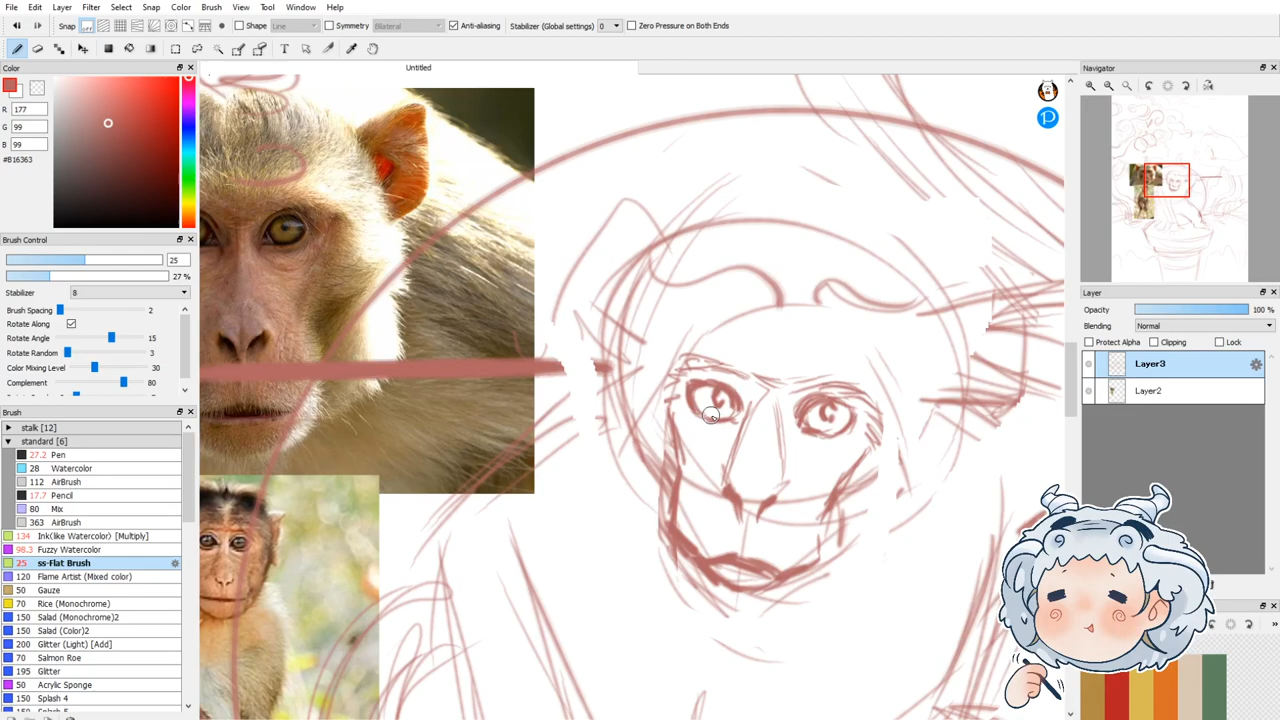 File Edit Layer Filter Select Snap Color Brush View Tool Window Help
Snap Shape Line Symmetry Bilateral Anti-aliasing Stabilizer (Global settings) 0 Zero Pressure on Both Ends
T
Color
Untitled
Navigator
R 177
G 99
B 99
#B16363
Brush Control
25
27 %
Stabilizer 8
Brush Spacing 2
Rotate Along
Rotate Angle 15
Rotate Random 3
Color Mixing Level 30
Complement 80
Brush
stalk [12]
standard [6]
27.2 Pen
28 Watercolor
112 AirBrush
17.7 Pencil
80 Mix
363 AirBrush
134 Ink(like Watercolor) [Multiply]
98.3 Fuzzy Watercolor
25 ss-Flat Brush
120 Flame Artist (Mixed color)
50 Gauze
70 Rice (Monochrome)
150 Salad (Monochrome)2
150 Salad (Color)2
200 Glitter (Light) [Add]
70 Salmon Roe
195 Glitter
50 Acrylic Sponge
150 Splash 4
Layer
Opacity 100 %
Blending Normal
Protect Alpha Clipping Lock
Layer3
Layer2